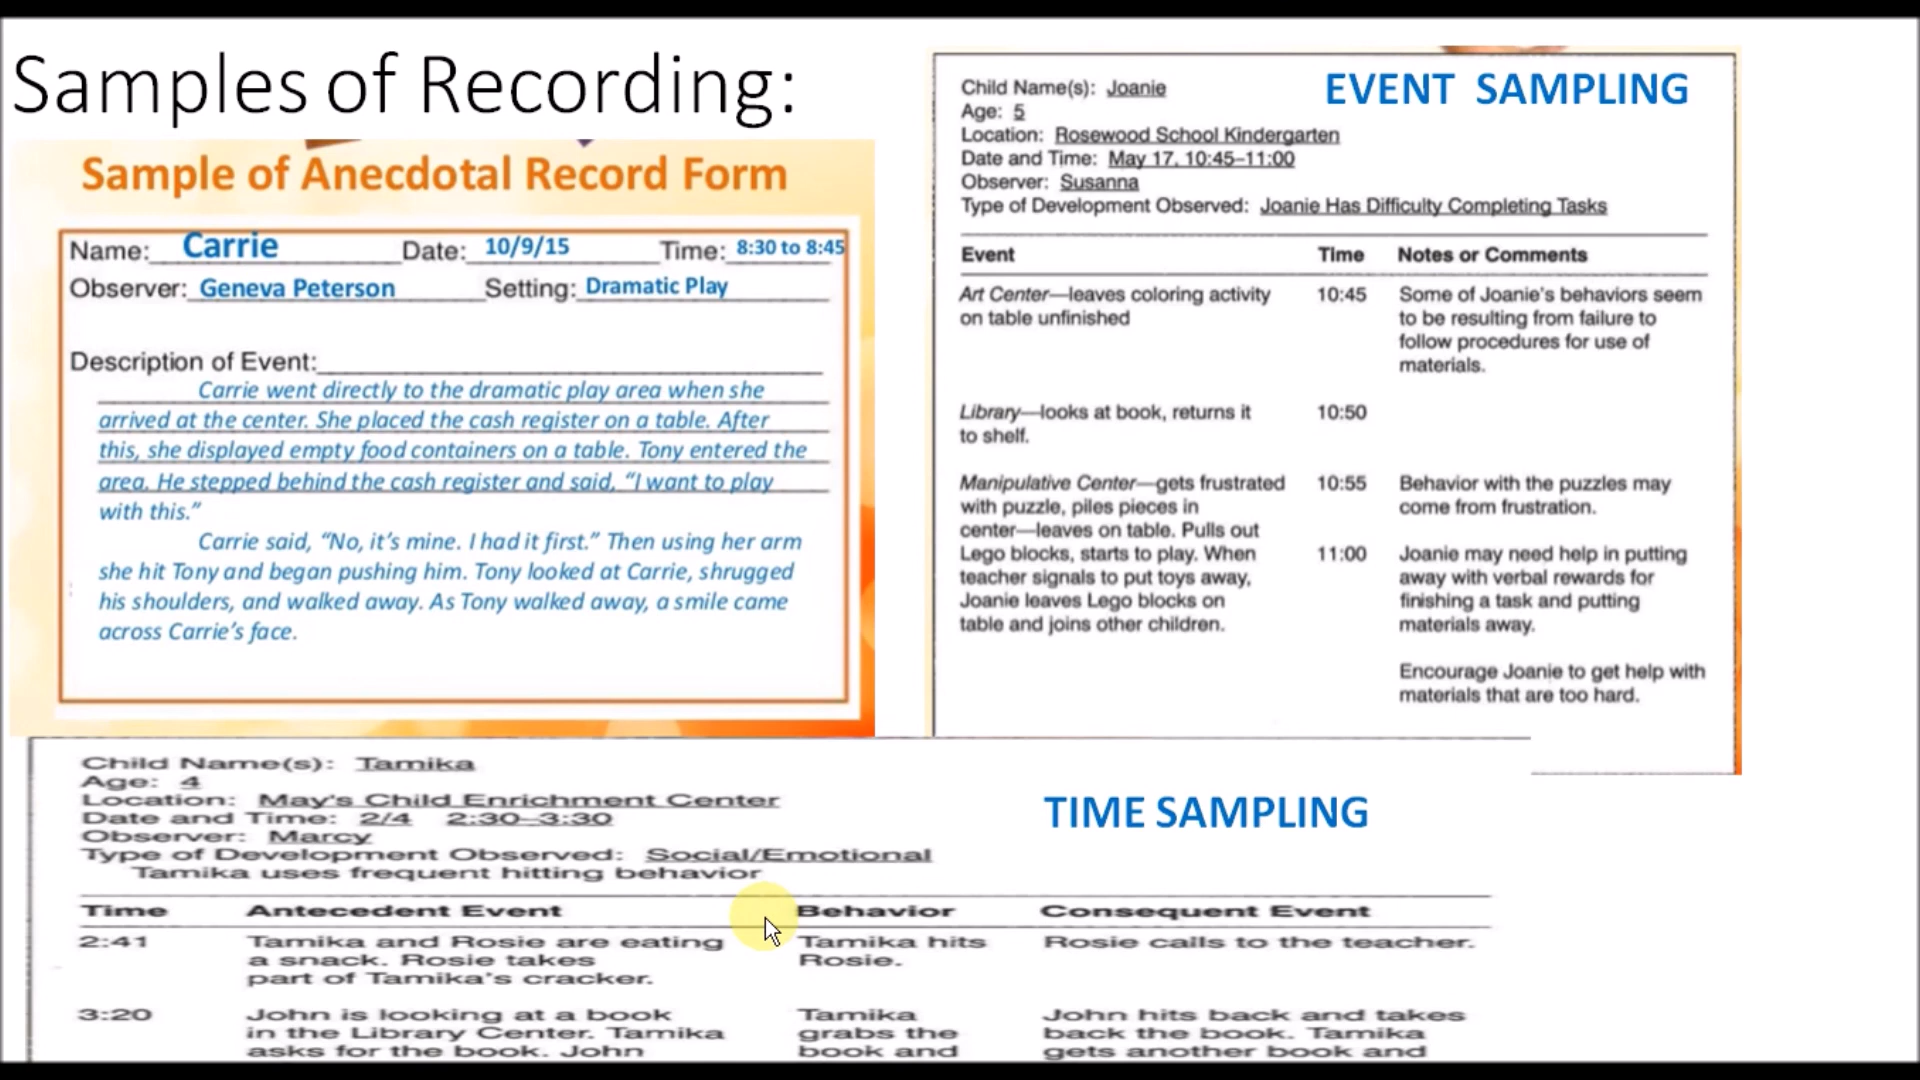 Samples of Recording:
Sample of Anecdotal Record Form
Name: Carrie Date: 10/9/15 Time: 8:30 to 8:45
Observer: Geneva Peterson Setting: Dramatic Play
Description of Event:
Carrie went directly to the dramatic play area when she
arrived at the center. She placed the cash register on a table. After
this, she displayed empty food containers on a table. Tony entered the
area. He stepped behind the cash register and said, “I want to play
with this.”
Carrie said, “No, it’s mine. I had it first.” Then using her arm
she hit Tony and began pushing him. Tony looked at Carrie, shrugged
his shoulders, and walked away. As Tony walked away, a smile came
across Carrie’s face.
EVENT SAMPLING
Child Name(s): Joanie
Age: 5
Location: Rosewood School Kindergarten
Date and Time: May 17, 10:45–11:00
Observer: Susanna
Type of Development Observed: Joanie Has Difficulty Completing Tasks
Event Time Notes or Comments
Art Center—leaves coloring activity 10:45 Some of Joanie’s behaviors seem
on table unfinished to be resulting from failure to
follow procedures for use of
materials.
Library—looks at book, returns it 10:50
to shelf.
Manipulative Center—gets frustrated 10:55 Behavior with the puzzles may
with puzzle, piles pieces in come from frustration.
center—leaves on table. Pulls out
Lego blocks, starts to play. When 11:00 Joanie may need help in putting
teacher signals to put toys away, away with verbal rewards for
Joanie leaves Lego blocks on finishing a task and putting
table and joins other children. materials away.
Encourage Joanie to get help with
materials that are too hard.
TIME SAMPLING
Child Name(s): Tamika
Age: 4
Location: May's Child Enrichment Center
Date and Time: 2/4 2:30–3:30
Observer: Marcy
Type of Development Observed: Social/Emotional
Tamika uses frequent hitting behavior
Time Antecedent Event Behavior Consequent Event
2:41 Tamika and Rosie are eating Tamika hits Rosie calls to the teacher.
a snack. Rosie takes Rosie.
part of Tamika's cracker.
3:20 John is looking at a book Tamika John hits back and takes
in the Library Center. Tamika grabs the back the book. Tamika
asks for the book. John book and gets another book and